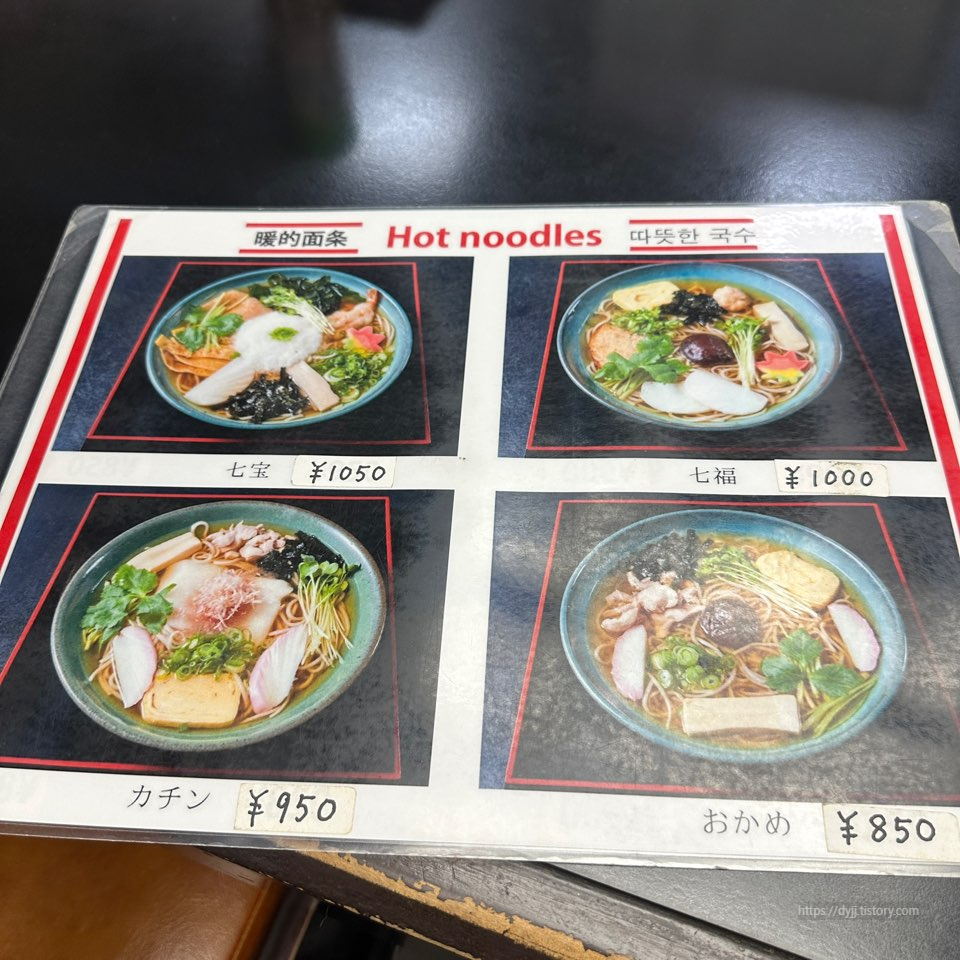 暖的面条 Hot noodles 따뜻한 국수
七宝 ¥1050
七福 ¥1000
カチン ¥950
おかめ ¥850
https://dyjj.tistory.com